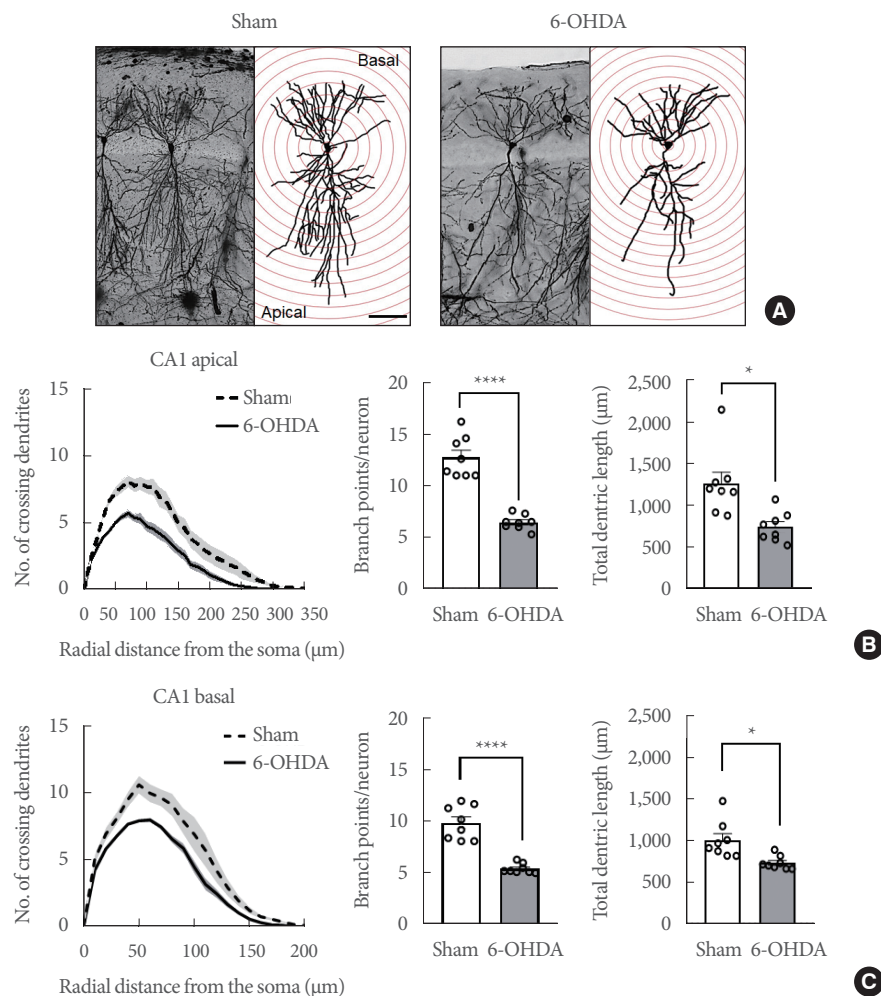 Sham
6-OHDA
Basal
Apical
A
CA1 apical
No. of crossing dendrites
15
10
5
0
Sham
6-OHDA
0 50 100 150 200 250 300 350
Radial distance from the soma (μm)
Branch points/neuron
20
15
10
5
0
****
Sham 6-OHDA
Total dentric length (μm)
2,500
2,000
1,500
1,000
500
0
*
Sham 6-OHDA
B
CA1 basal
No. of crossing dendrites
15
10
5
0
Sham
6-OHDA
0 50 100 150 200
Radial distance from the soma (μm)
Branch points/neuron
20
15
10
5
0
****
Sham 6-OHDA
Total dentric length (μm)
2,500
2,000
1,500
1,000
500
0
*
Sham 6-OHDA
C